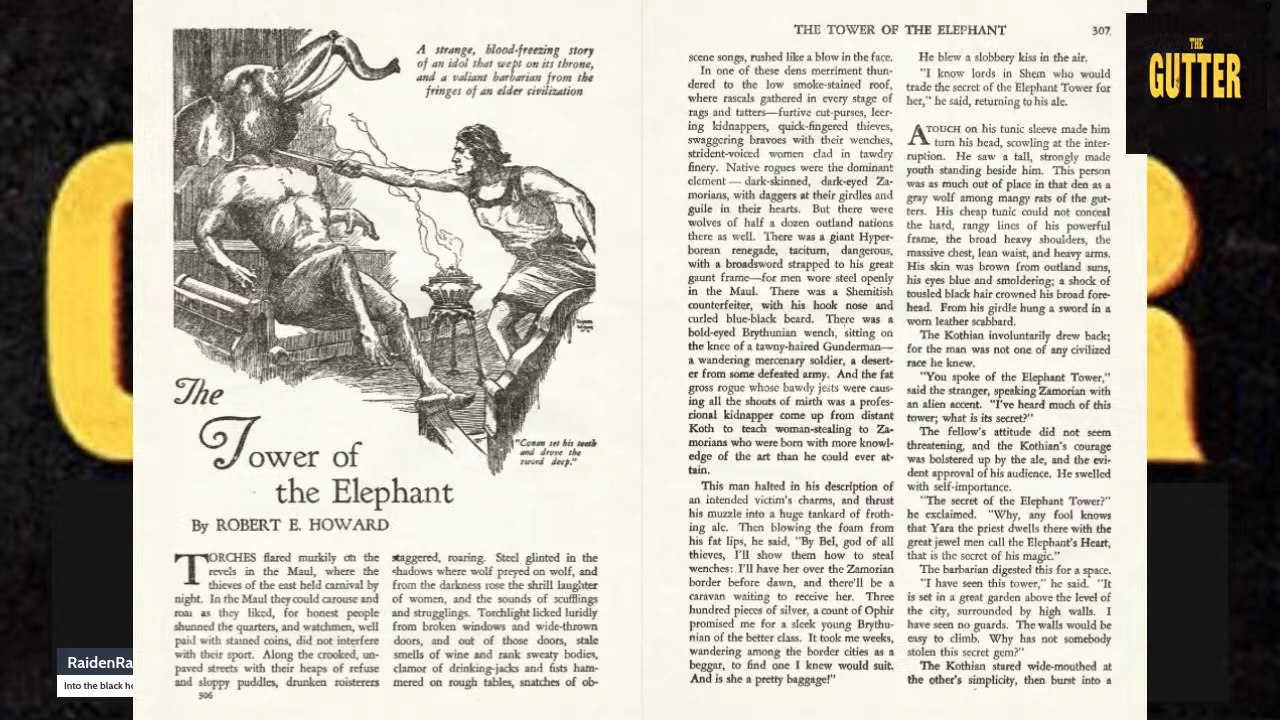 A strange, blood-freezing story
of an idol that wept on its throne,
and a valiant barbarian from the
fringes of an elder civilization
"Conan set his teeth
and drove the
sword deep."
The
Tower of
the Elephant
By ROBERT E. HOWARD
TORCHES flared murkily on the
revels in the Maul, where the
thieves of the east held carnival by
night. In the Maul they could carouse and
roar as they liked, for honest people
shunned the quarters, and watchmen, well
paid with stained coins, did not interfere
with their sport. Along the crooked, un-
paved streets with their heaps of refuse
and sloppy puddles, drunken roisterers
306
staggered, roaring. Steel glinted in the
shadows where wolf preyed on wolf, and
from the darkness rose the shrill laughter
of women, and the sounds of scufflings
and strugglings. Torchlight licked luridly
from broken windows and wide-thrown
doors, and out of those doors, stale
smells of wine and rank sweaty bodies,
clamor of drinking-jacks and fists ham-
mered on rough tables, snatches of ob-
THE TOWER OF THE ELEPHANT
307
scene songs, rushed like a blow in the face.
In one of these dens merriment thun-
dered to the low smoke-stained roof,
where rascals gathered in every stage of
rags and tatters—furtive cut-purses, leer-
ing kidnappers, quick-fingered thieves,
swaggering bravoes with their wenches,
strident-voiced women clad in tawdry
finery. Native rogues were the dominant
element — dark-skinned, dark-eyed Za-
morians, with daggers at their girdles and
guile in their hearts. But there were
wolves of half a dozen outland nations
there as well. There was a giant Hyper-
borean renegade, taciturn, dangerous,
with a broadsword strapped to his great
gaunt frame—for men wore steel openly
in the Maul. There was a Shemitish
counterfeiter, with his hook nose and
curled blue-black beard. There was a
bold-eyed Brythunian wench, sitting on
the knee of a tawny-haired Gunderman—
a wandering mercenary soldier, a desert-
er from some defeated army. And the fat
gross rogue whose bawdy jests were caus-
ing all the shouts of mirth was a profes-
sional kidnapper come up from distant
Koth to teach woman-stealing to Za-
morians who were born with more knowl-
edge of the art than he could ever at-
tain.
This man halted in his description of
an intended victim's charms, and thrust
his muzzle into a huge tankard of froth-
ing ale. Then blowing the foam from
his fat lips, he said, "By Bel, god of all
thieves, I'll show them how to steal
wenches: I'll have her over the Zamorian
border before dawn, and there'll be a
caravan waiting to receive her. Three
hundred pieces of silver, a count of Ophir
promised me for a sleek young Brythu-
nian of the better class. It took me weeks,
wandering among the border cities as a
beggar, to find one I knew would suit.
And is she a pretty baggage!"
He blew a slobbery kiss in the air.
"I know lords in Shem who would
trade the secret of the Elephant Tower for
her," he said, returning to his ale.
A TOUCH on his tunic sleeve made him
turn his head, scowling at the inter-
ruption. He saw a tall, strongly made
youth standing beside him. This person
was as much out of place in that den as a
gray wolf among mangy rats of the gut-
ters. His cheap tunic could not conceal
the hard, rangy lines of his powerful
frame, the broad heavy shoulders, the
massive chest, lean waist, and heavy arms.
His skin was brown from outland suns,
his eyes blue and smoldering; a shock of
tousled black hair crowned his broad fore-
head. From his girdle hung a sword in a
worn leather scabbard.
The Kothian involuntarily drew back;
for the man was not one of any civilized
race he knew.
"You spoke of the Elephant Tower,"
said the stranger, speaking Zamorian with
an alien accent. "I've heard much of this
tower; what is its secret?"
The fellow's attitude did not seem
threatening, and the Kothian's courage
was bolstered up by the ale, and the evi-
dent approval of his audience. He swelled
with self-importance.
"The secret of the Elephant Tower?"
he exclaimed. "Why, any fool knows
that Yara the priest dwells there with the
great jewel men call the Elephant's Heart,
that is the secret of his magic."
The barbarian digested this for a space.
"I have seen this tower," he said. "It
is set in a great garden above the level of
the city, surrounded by high walls. I
have seen no guards. The walls would be
easy to climb. Why has not somebody
stolen this secret gem?"
The Kothian stared wide-mouthed at
the other's simplicity, then burst into a
THE
GUTTER
RaidenRa
Into the black ho